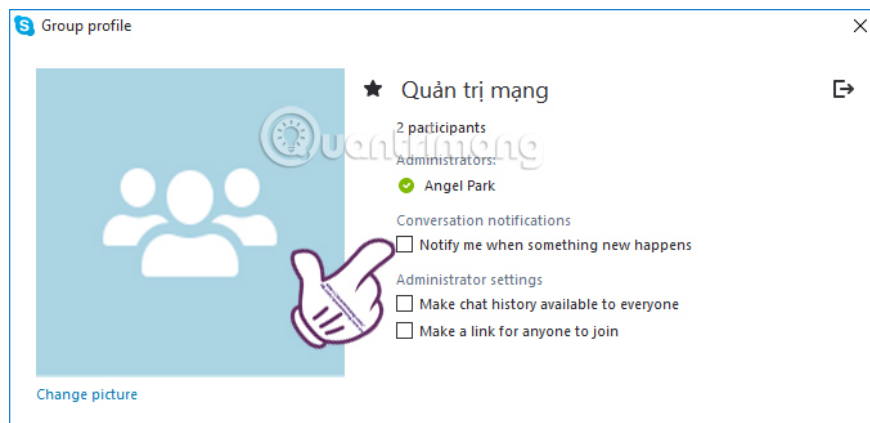 Group profile
Quản trị mạng
2 participants
Quantrimang
Administrators:
Angel Park
Conversation notifications
Notify me when something new happens
Administrator settings
Make chat history available to everyone
Make a link for anyone to join
Change picture